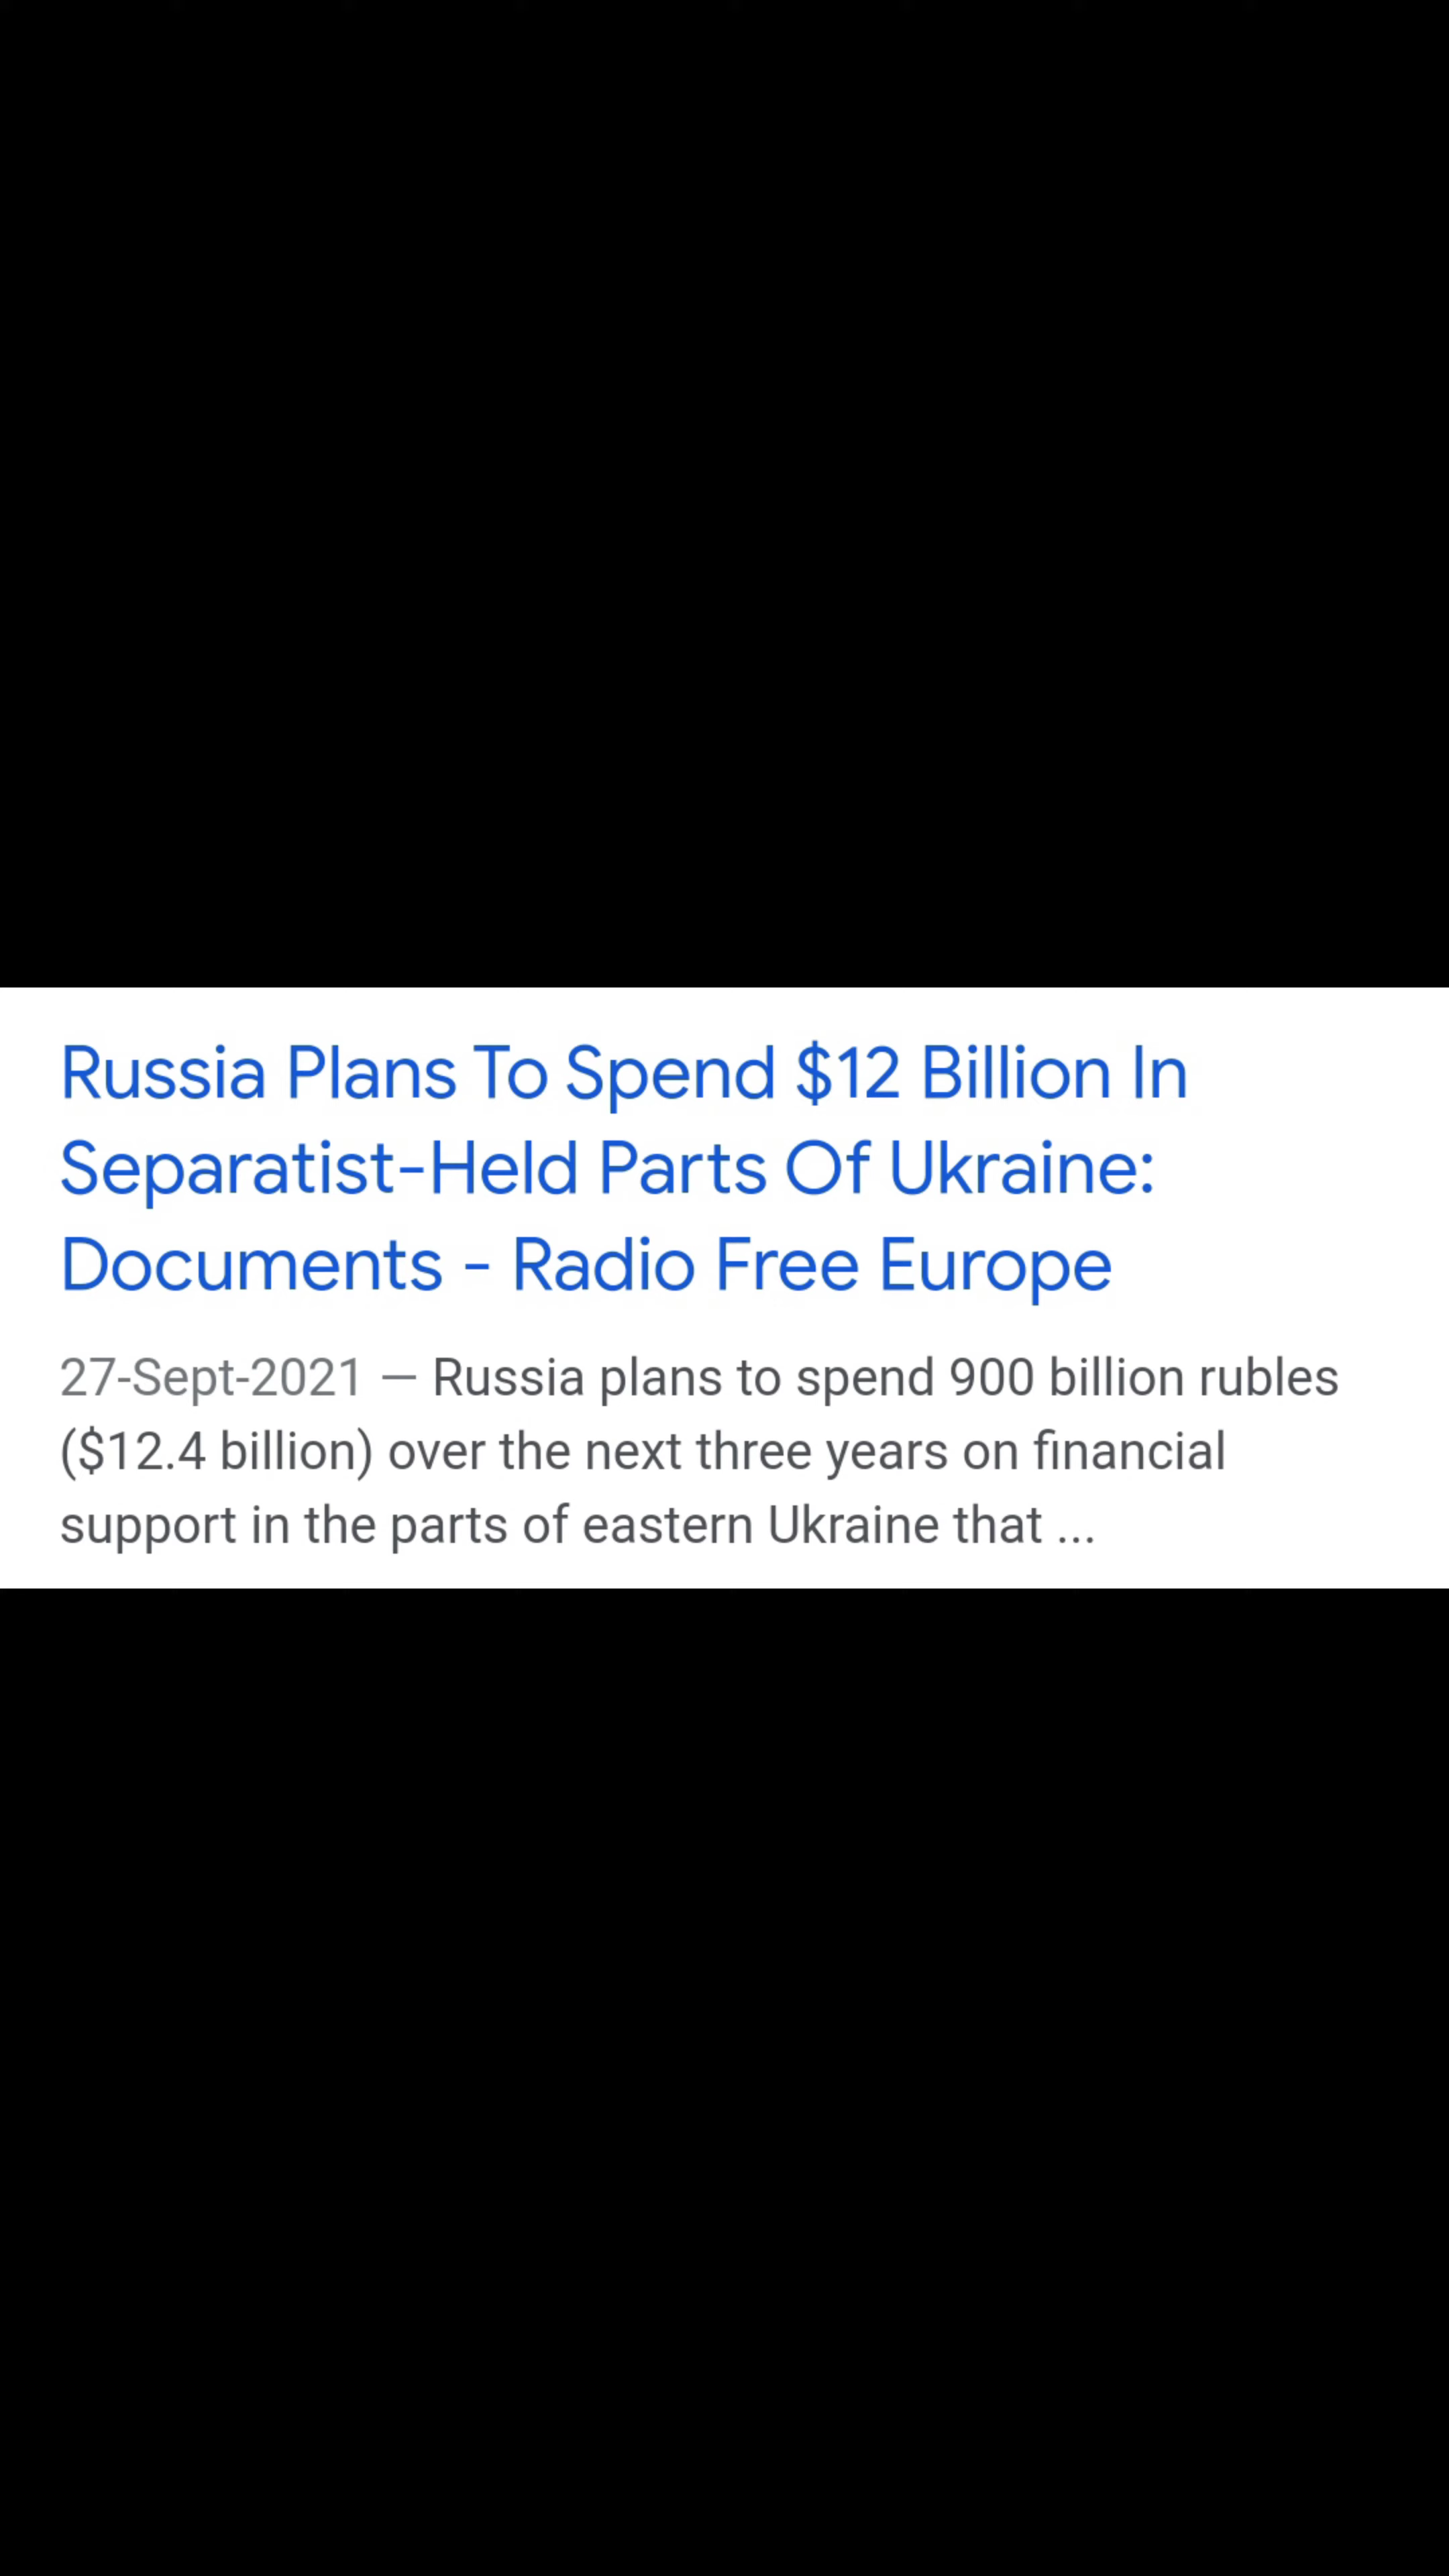 Russia Plans To Spend $12 Billion In
Separatist-Held Parts Of Ukraine:
Documents - Radio Free Europe
27-Sept-2021 — Russia plans to spend 900 billion rubles
($12.4 billion) over the next three years on financial
support in the parts of eastern Ukraine that ...